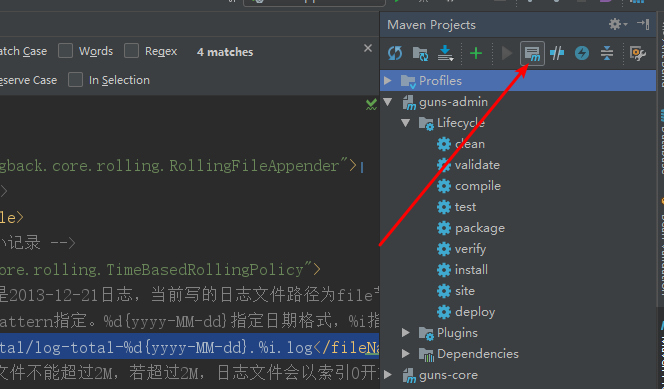 Maven Projects
atch Case
Words
Regex
4 matches
eserve Case
In Selection
Profiles
guns-admin
Lifecycle
clean
validate
compile
test
package
verify
install
site
deploy
Plugins
Dependencies
guns-core
gback.core.rolling.RollingFileAppender">
>
le>
小记录 -->
ore.rolling.TimeBasedRollingPolicy">
是2013-12-21日志，当前写的日志文件路径为file节
attern指定。%d{yyyy-MM-dd}指定日期格式，%i指
tal/log-total-%d{yyyy-MM-dd}.%i.log</fileNa
文件不能超过2M，若超过2M，日志文件会以索引0开